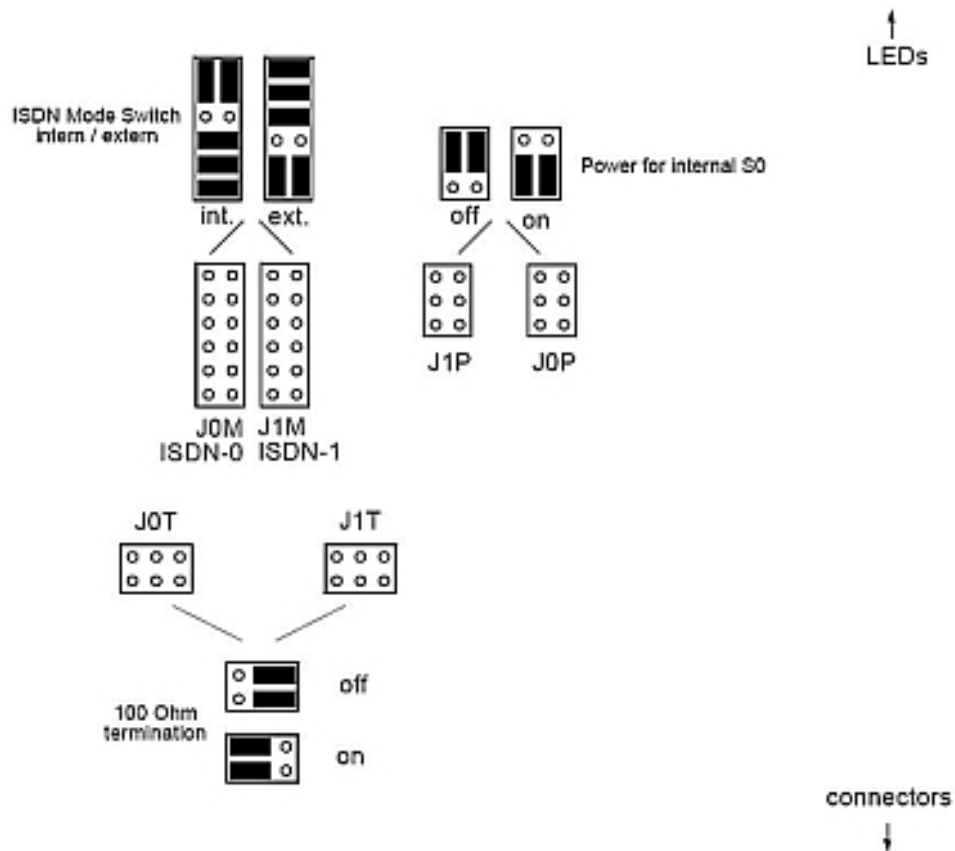 LEDs
ISDN Mode Switch
intern / extern
int.
ext.
off
on
Power for internal S0
J1P
J0P
J0M
J1M
ISDN-0
ISDN-1
J0T
J1T
off
100 Ohm
termination
on
connectors